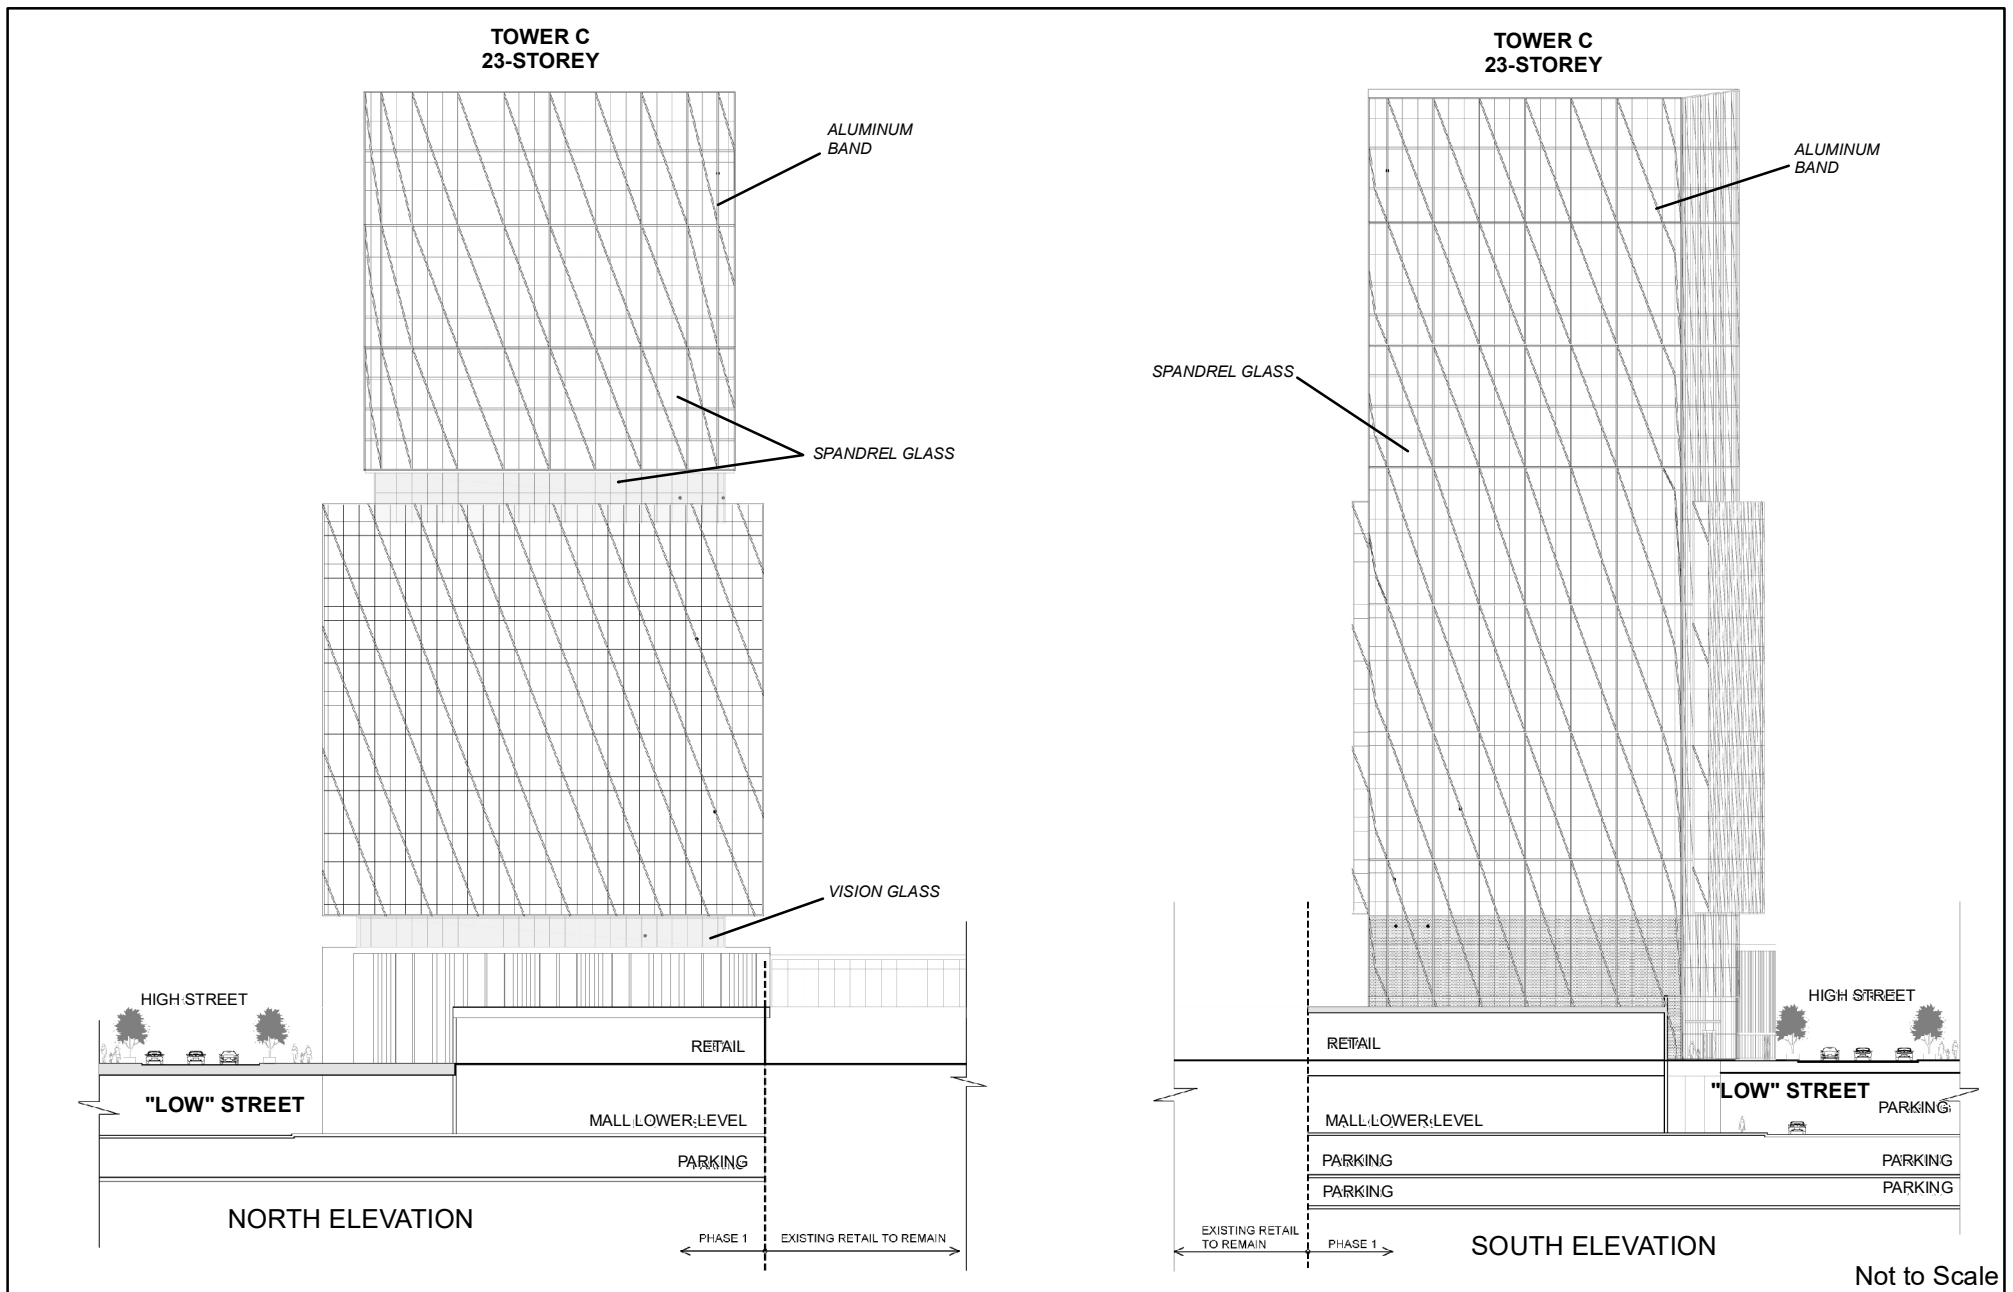 TOWER C
23-STOREY
ALUMINUM
BAND
SPANDREL GLASS
VISION GLASS
HIGH STREET
RETAIL
"LOW" STREET
MALL LOWER LEVEL
PARKING
NORTH ELEVATION
PHASE 1
EXISTING RETAIL TO REMAIN
TOWER C
23-STOREY
ALUMINUM
BAND
SPANDREL GLASS
HIGH STREET
RETAIL
"LOW" STREET
PARKING
MALL LOWER LEVEL
PARKING
PARKING
PARKING
PARKING
EXISTING RETAIL
TO REMAIN
PHASE 1
SOUTH ELEVATION
Not to Scale